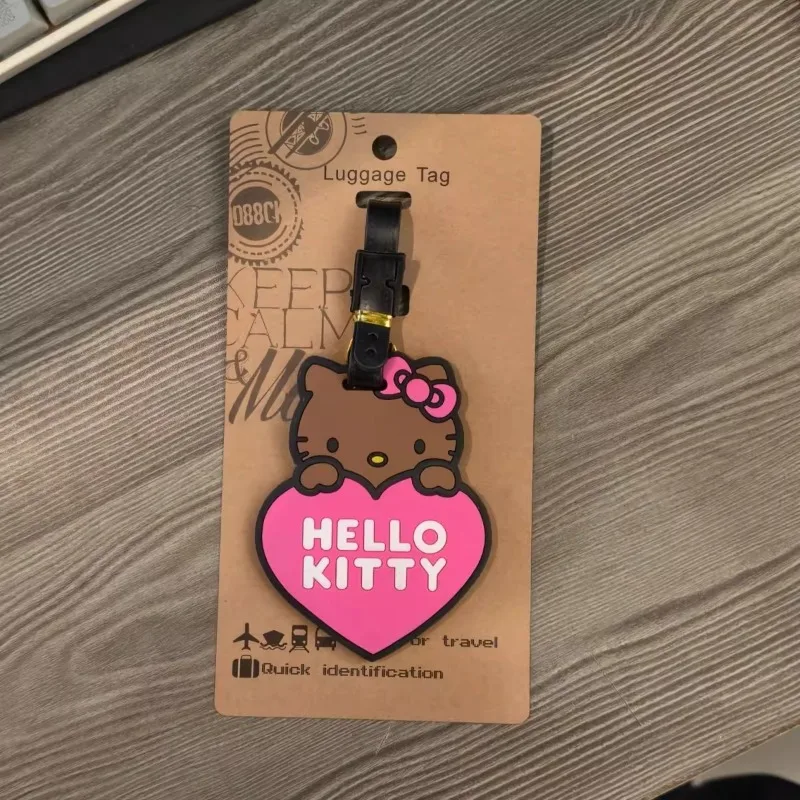 Luggage Tag
KEEP
CALM
&
HELLO
KITTY
travel
Quick identification